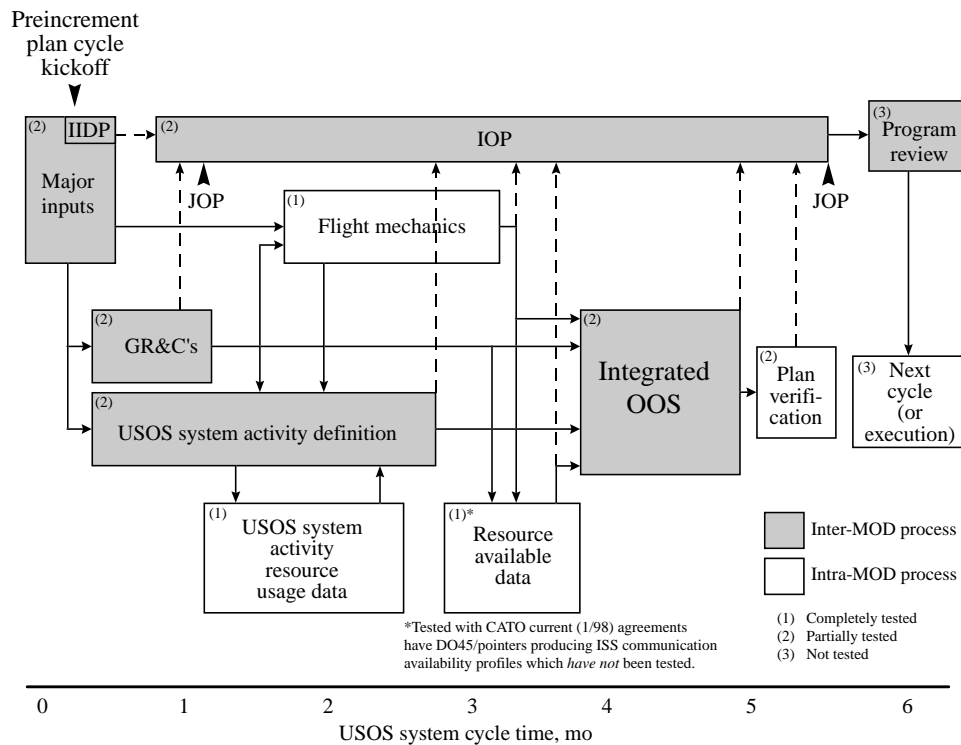 Preincrement
plan cycle
kickoff
(2)
IIDP
Major
inputs
(2)
IOP
JOP
JOP
(3)
Program
review
(1)
Flight mechanics
(2)
GR&C's
(2)
USOS system activity definition
(2)
Integrated
OOS
(2)
Plan
verifi-
cation
(3)
Next
cycle
(or
execution)
(1)
USOS system
activity
resource
usage data
(1)*
Resource
available
data
Inter-MOD process
Intra-MOD process
(1) Completely tested
(2) Partially tested
(3) Not tested
*Tested with CATO current (1/98) agreements
have DO45/pointers producing ISS communication
availability profiles which have not been tested.
0 1 2 3 4 5 6
USOS system cycle time, mo